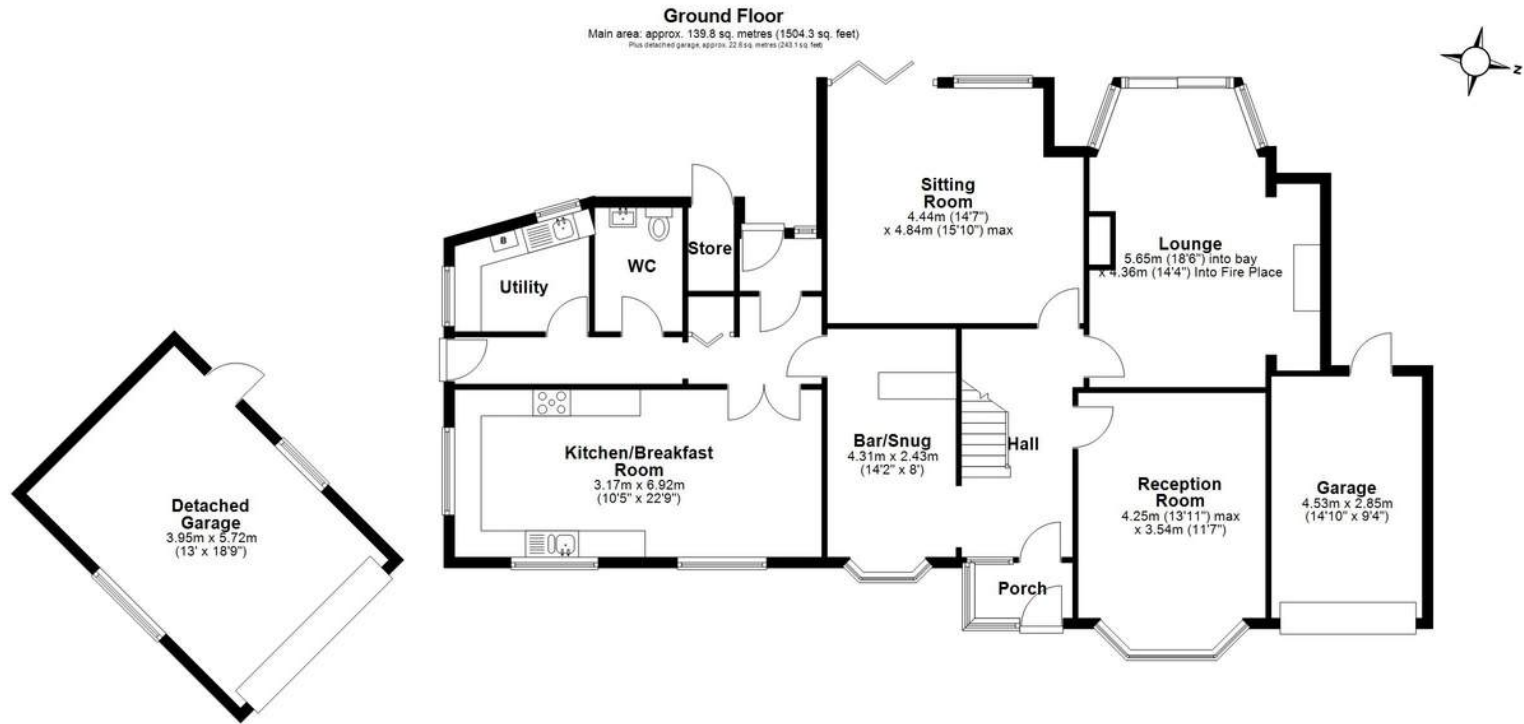 Ground Floor
Main area: approx. 139.8 sq. metres (1504.3 sq. feet)
Plus detached garage, approx. 22.6 sq. metres (243.1 sq. feet)
N
Sitting
Room
4.44m (14'7")
x 4.84m (15'10") max
Lounge
5.65m (18'6") into bay
x 4.36m (14'4") Into Fire Place
Store
WC
Utility
B
Kitchen/Breakfast
Room
3.17m x 6.92m
(10'5" x 22'9")
Bar/Snug
4.31m x 2.43m
(14'2" x 8')
Hall
Reception
Room
4.25m (13'11") max
x 3.54m (11'7")
Garage
4.53m x 2.85m
(14'10" x 9'4")
Detached
Garage
3.95m x 5.72m
(13' x 18'9")
Porch